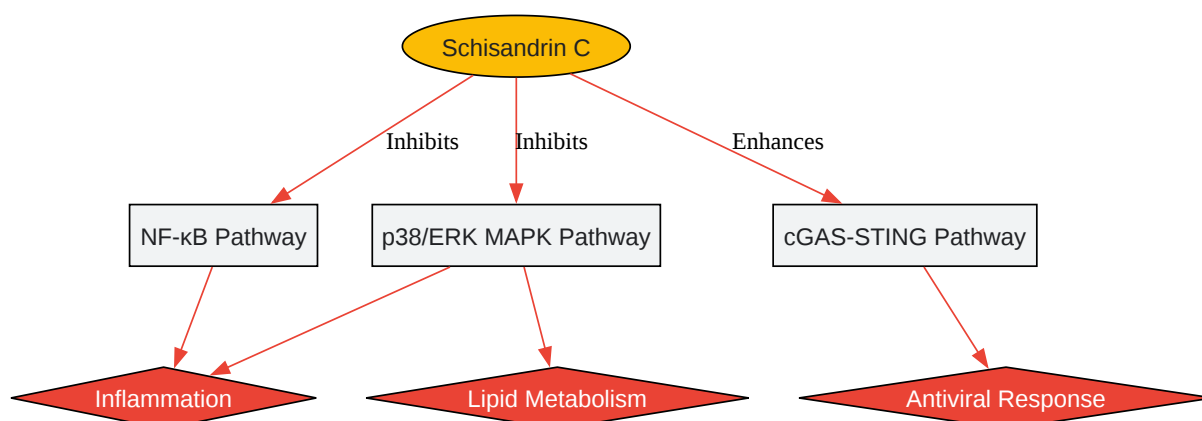 Schisandrin C
Inhibits
Inhibits
Enhances
NF-κB Pathway
p38/ERK MAPK Pathway
cGAS-STING Pathway
Inflammation
Lipid Metabolism
Antiviral Response